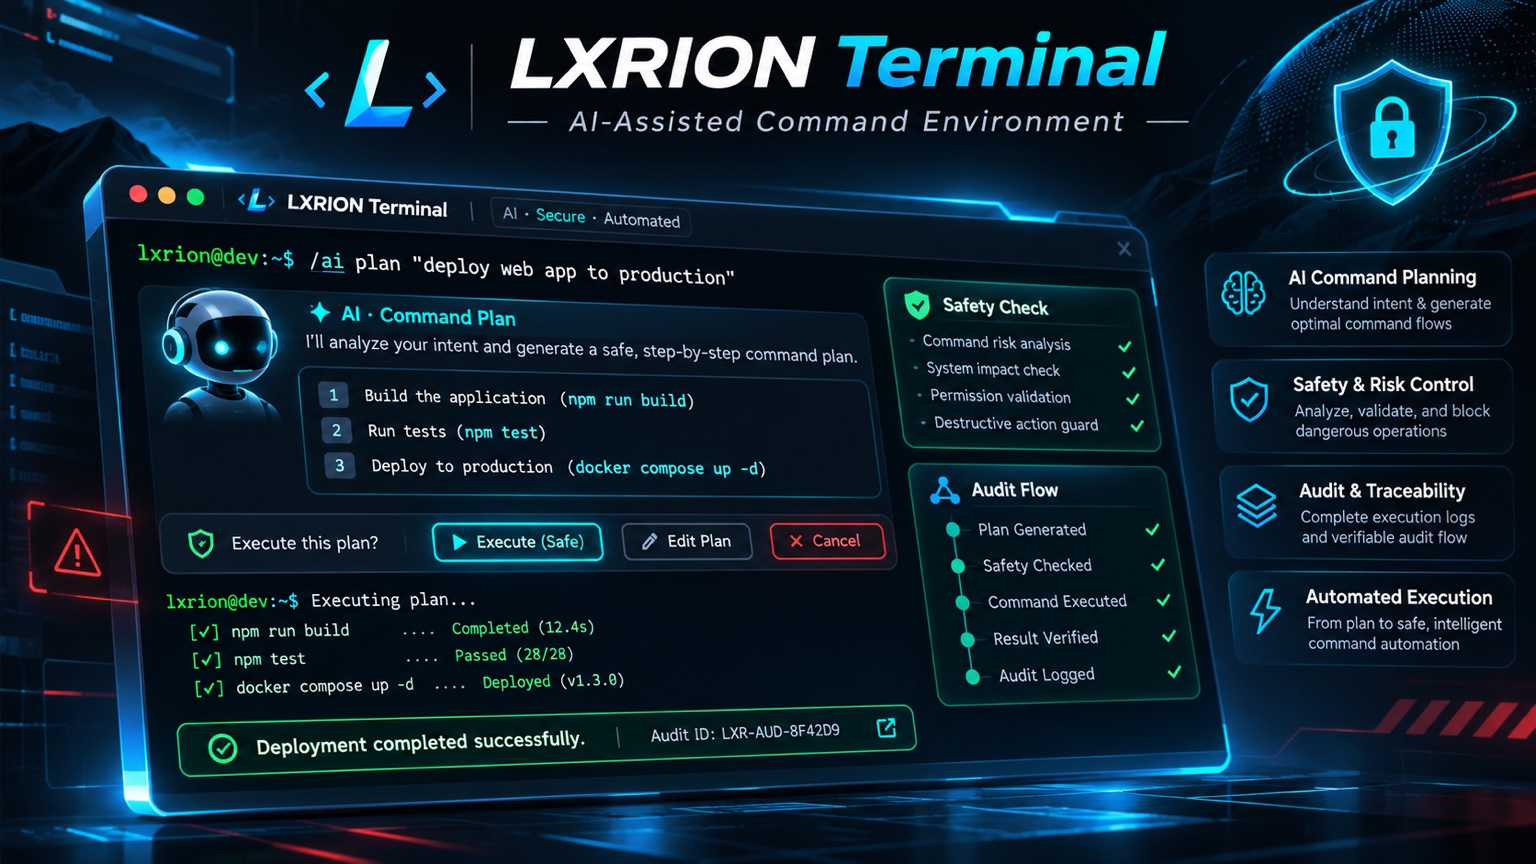 LXRION Terminal
AI-Assisted Command Environment
LXRION Terminal
AI · Secure · Automated
lxrion@dev:~$ /ai plan "deploy web app to production"
AI · Command Plan
I'll analyze your intent and generate a safe, step-by-step command plan.
1 Build the application (npm run build)
2 Run tests (npm test)
3 Deploy to production (docker compose up -d)
Execute this plan?
Execute (Safe)
Edit Plan
Cancel
lxrion@dev:~$ Executing plan...
[✓] npm run build .... Completed (12.4s)
[✓] npm test .... Passed (28/28)
[✓] docker compose up -d .... Deployed (v1.3.0)
Deployment completed successfully.
Audit ID: LXR-AUD-8F42D9
Safety Check
Command risk analysis
System impact check
Permission validation
Destructive action guard
Audit Flow
Plan Generated
Safety Checked
Command Executed
Result Verified
Audit Logged
AI Command Planning
Understand intent & generate
optimal command flows
Safety & Risk Control
Analyze, validate, and block
dangerous operations
Audit & Traceability
Complete execution logs
and verifiable audit flow
Automated Execution
From plan to safe, intelligent
command automation